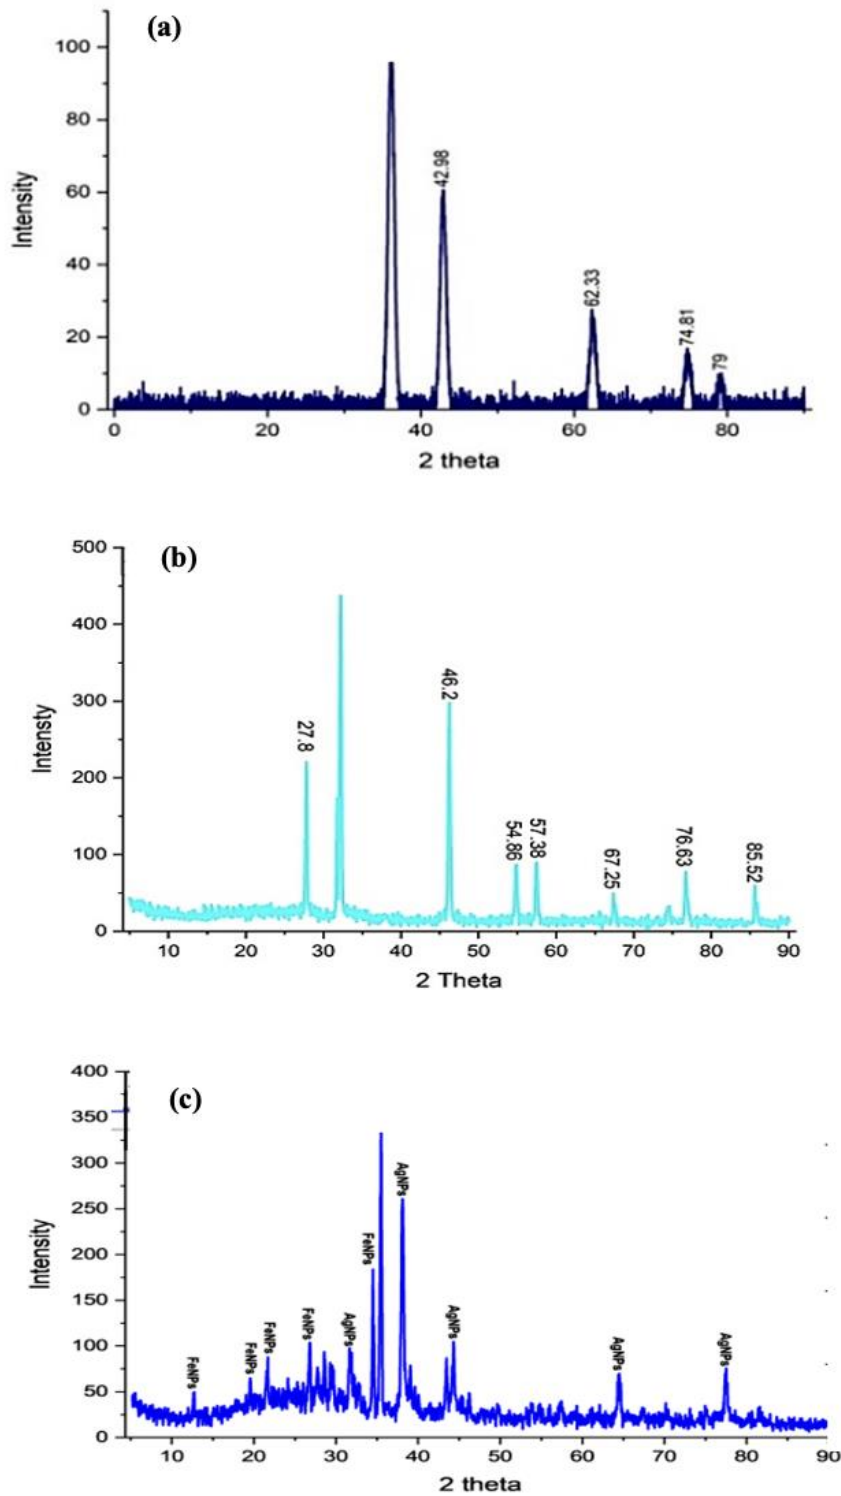 (a)
100
80
60
40
20
0
Intensity
42.98
62.33
74.81
79
0 20 40 60 80
2 theta
(b)
500
400
300
200
100
0
Intensty
27.8
46.2
54.86
57.38
67.25
76.63
85.52
10 20 30 40 50 60 70 80 90
2 Theta
(c)
400
350
300
250
200
150
100
50
0
Intensity
FeNPs
FeNPs
FeNPs
FeNPs
AgNPs
FeNPs
AgNPs
AgNPs
AgNPs
AgNPs
10 20 30 40 50 60 70 80 90
2 theta